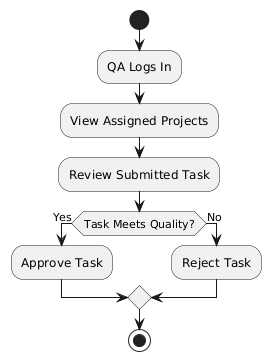 QA Logs In
View Assigned Projects
Review Submitted Task
Yes
Task Meets Quality?
No
Approve Task
Reject Task